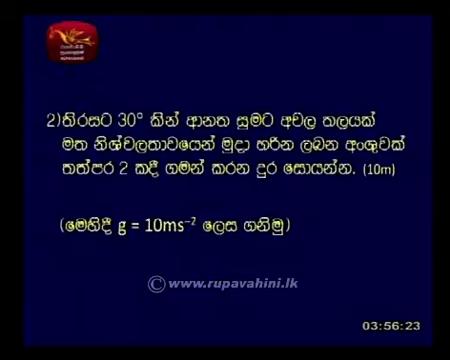 2)තිරසට 30° කින් ආනත සුමට අචල තලයක්
මත නිශ්චලතාවයෙන් මුදා හරින ලබන අංශුවක්
තත්පර 2 කදී ගමන් කරන දුර සොයන්න. (10m)
(මෙහිදී g = 10ms⁻² ලෙස ගනිමු)
© www.rupavahini.lk
03:56:23